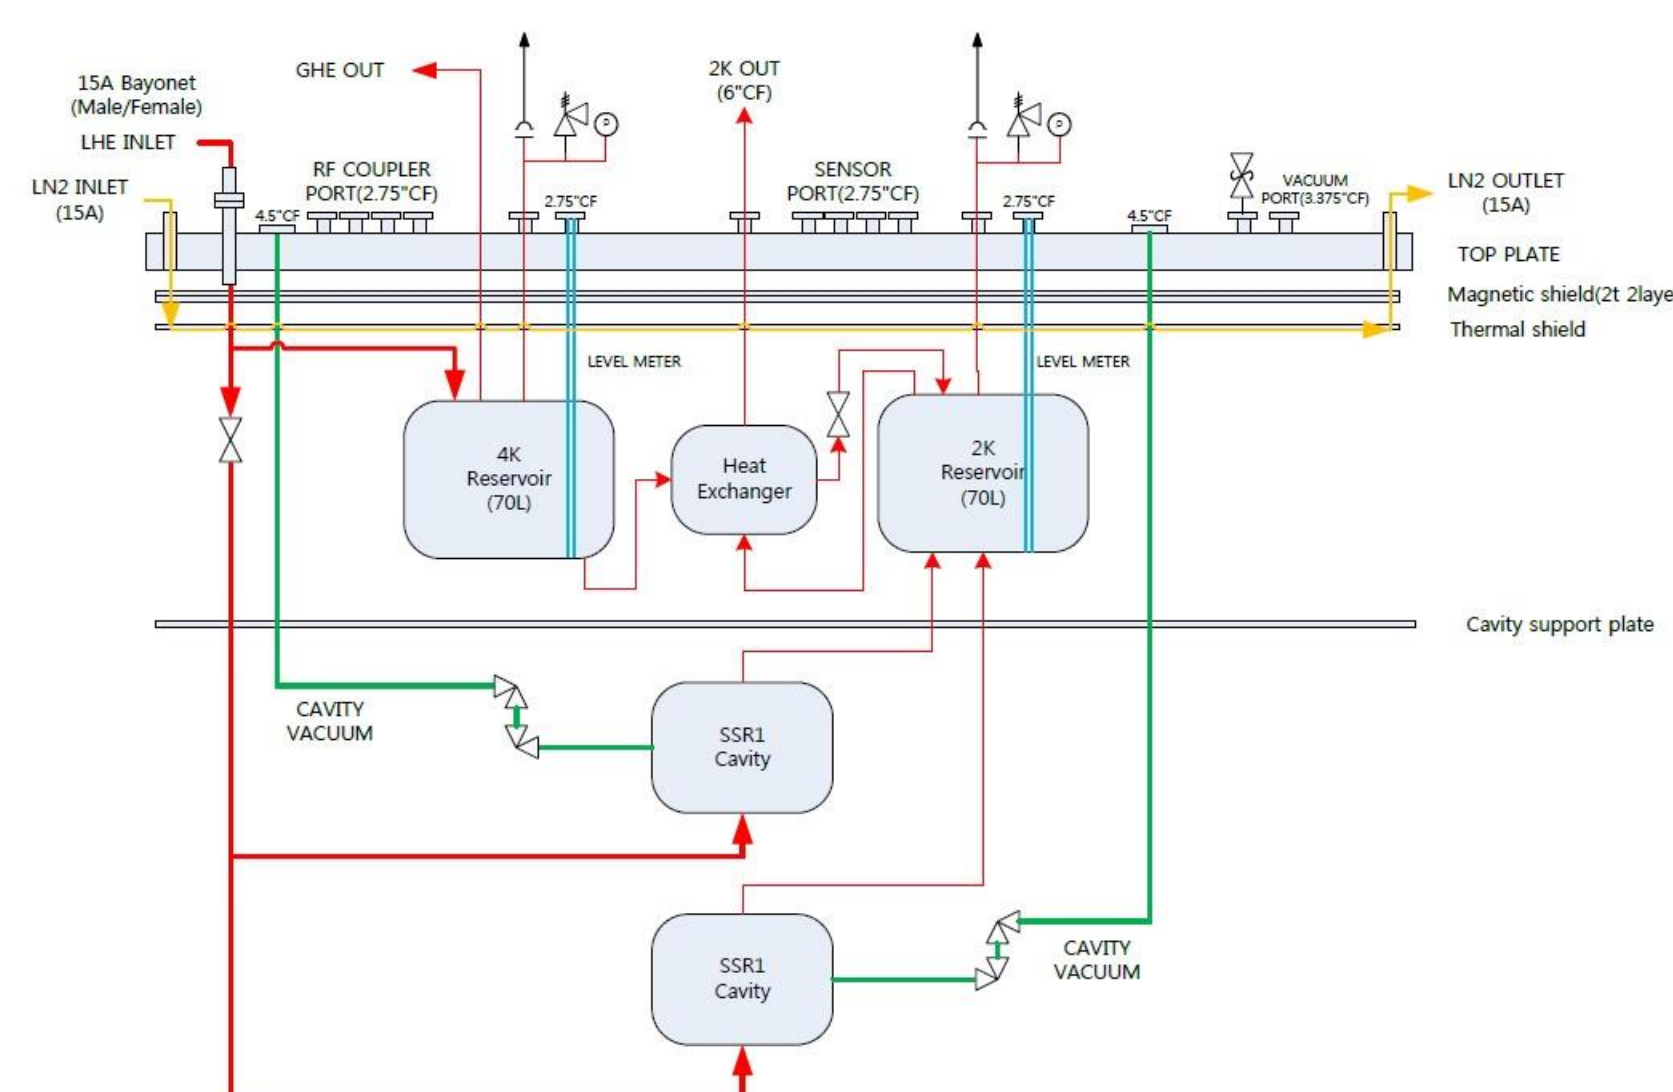 GHE OUT
2K OUT
(6"CF)
15A Bayonet
(Male/Female)
LHE INLET
P
P
RF COUPLER
PORT(2.75"CF)
SENSOR
PORT(2.75"CF)
VACUUM
PORT(3.375"CF)
LN2 INLET
(15A)
LN2 OUTLET
(15A)
4.5"CF
2.75"CF
2.75"CF
4.5"CF
TOP PLATE
Magnetic shield(2t 2laye
Thermal shield
LEVEL METER
LEVEL METER
4K
Reservoir
(70L)
Heat
Exchanger
2K
Reservoir
(70L)
Cavity support plate
CAVITY
VACUUM
SSR1
Cavity
SSR1
Cavity
CAVITY
VACUUM